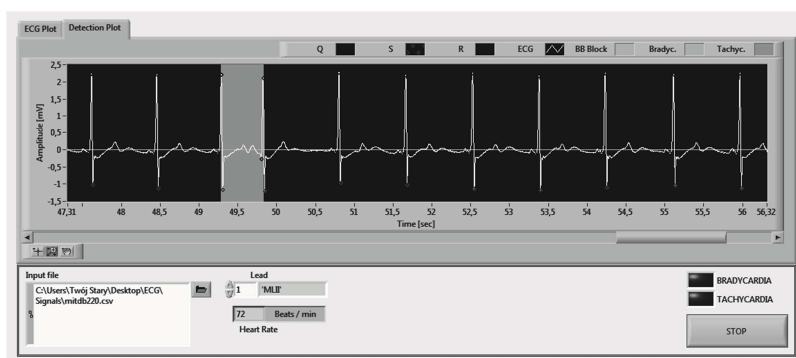 ECG Plot Detection Plot
Q S R ECG BB Block Bradyc. Tachyc.
2,5
2
1,5
1
0,5
0
-0,5
-1
-1,5
Amplitude [mV]
47,31 48 48,5 49 49,5 50 50,5 51 51,5 52 52,5 53 53,5 54 54,5 55 55,5 56 56,32
Time [sec]
Input file
C:\Users\Twój Stary\Desktop\ECG\
Signals\mitdb220.csv
Lead
1 'MLII'
72 Beats / min
Heart Rate
BRADYCARDIA
TACHYCARDIA
STOP